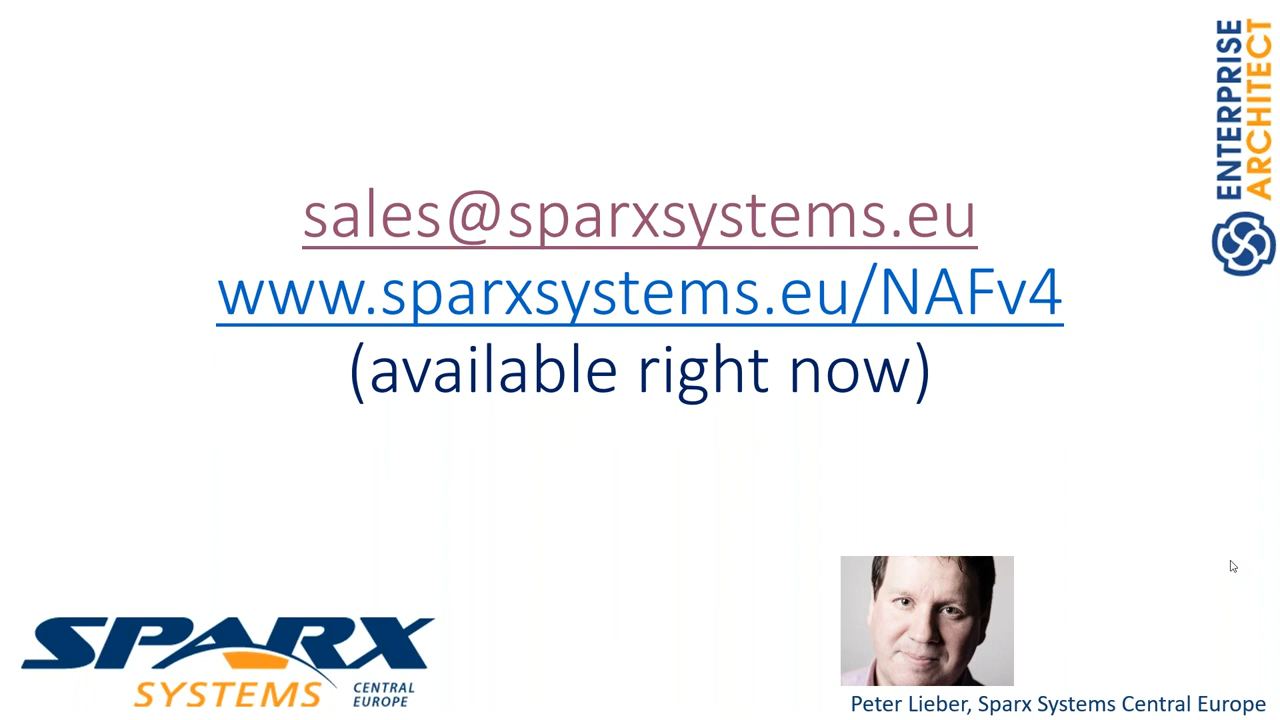 sales@sparxsystems.eu
www.sparxsystems.eu/NAFv4
(available right now)
ENTERPRISE
ARCHITECT
SPARX
SYSTEMS
CENTRAL
EUROPE
Peter Lieber, Sparx Systems Central Europe